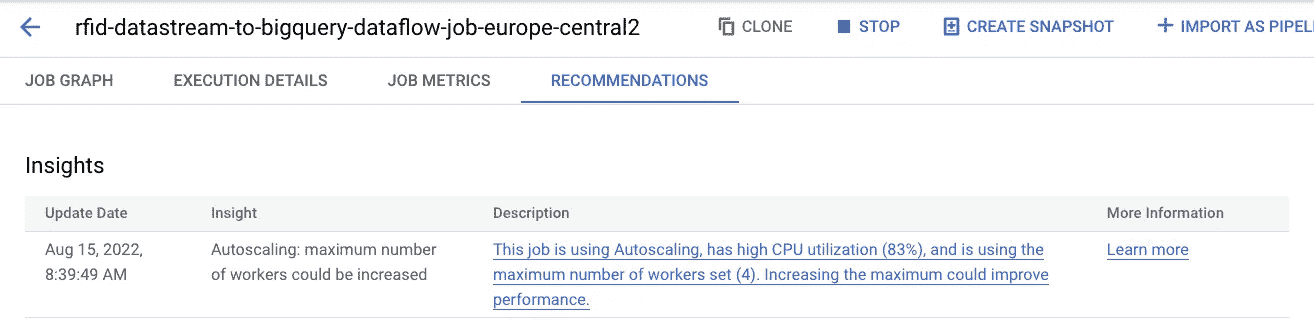 rfid-datastream-to-bigquery-dataflow-job-europe-central2 CLONE STOP CREATE SNAPSHOT IMPORT AS
JOB GRAPH EXECUTION DETAILS JOB METRICS RECOMMENDATIONS
Insights
Update Date Insight Description More Information
Aug 15, 2022, Autoscaling: maximum number This job is using Autoscaling, has high CPU utilization (83%), and is using the Learn more
8:39:49 AM of workers could be increased maximum number of workers set (4). Increasing the maximum could improve
performance.